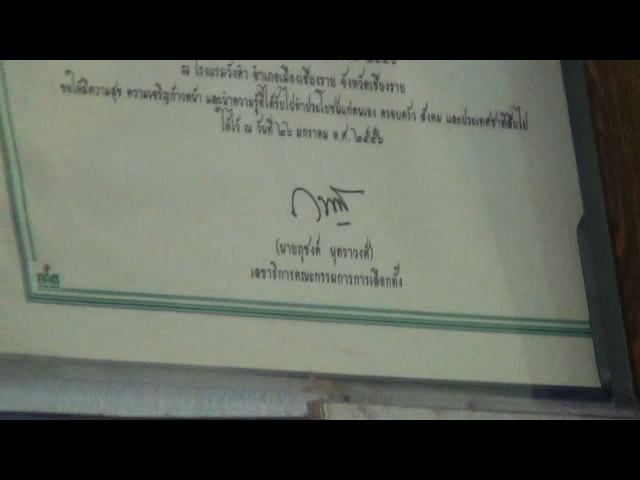 ณ โรงแรมวังคำ อำเภอเมืองเชียงราย จังหวัดเชียงราย
ขอให้มีความสุข ความเจริญก้าวหน้า และนำความรู้ที่ได้รับไปทำประโยชน์แก่ตนเอง ครอบครัว สังคม และประเทศชาติสืบไป
ให้ไว้ ณ วันที่ ๒๖ มกราคม พ.ศ. ๒๕๕๖
(นายภุชงค์ นุตราวงศ์)
เลขาธิการคณะกรรมการการเลือกตั้ง